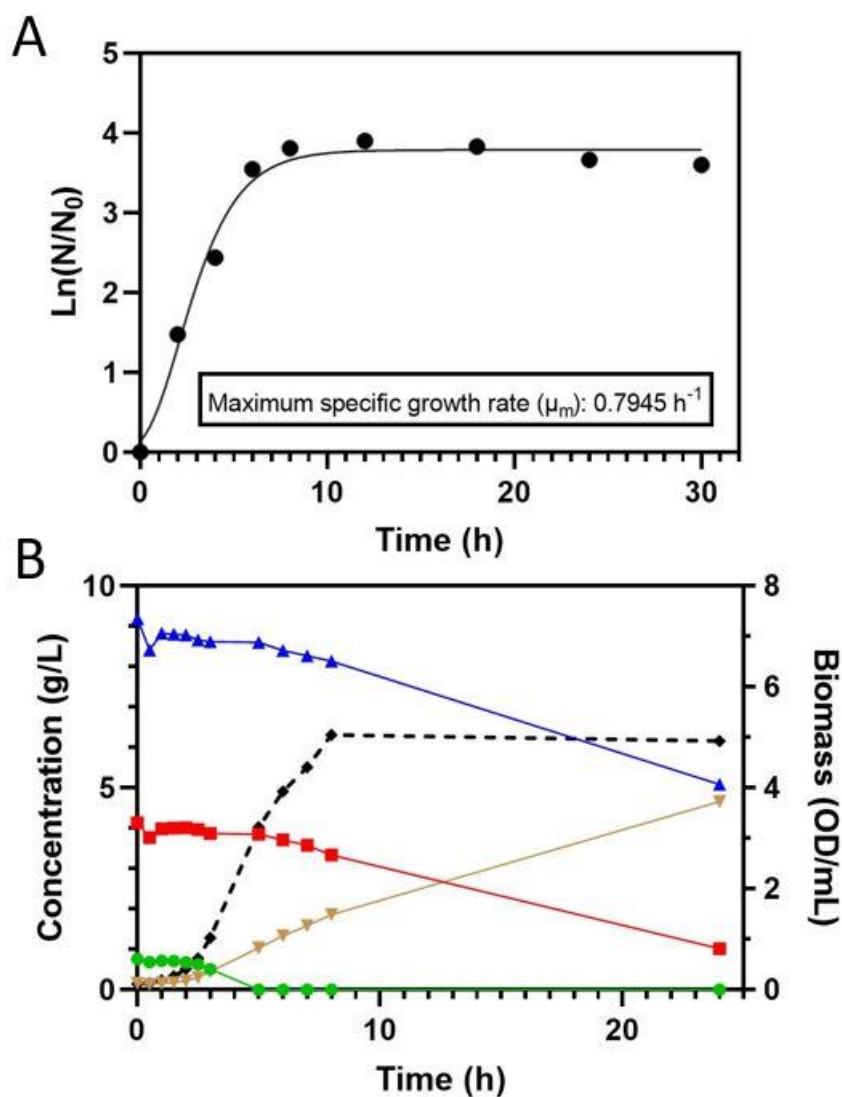 A
5
4
3
2
1
0
Ln(N/N₀)
Maximum specific growth rate (μₘ): 0.7945 h⁻¹
0 10 20 30
Time (h)
B
10
5
0
Concentration (g/L)
8
6
4
2
0
Biomass (OD/mL)
0 10 20
Time (h)